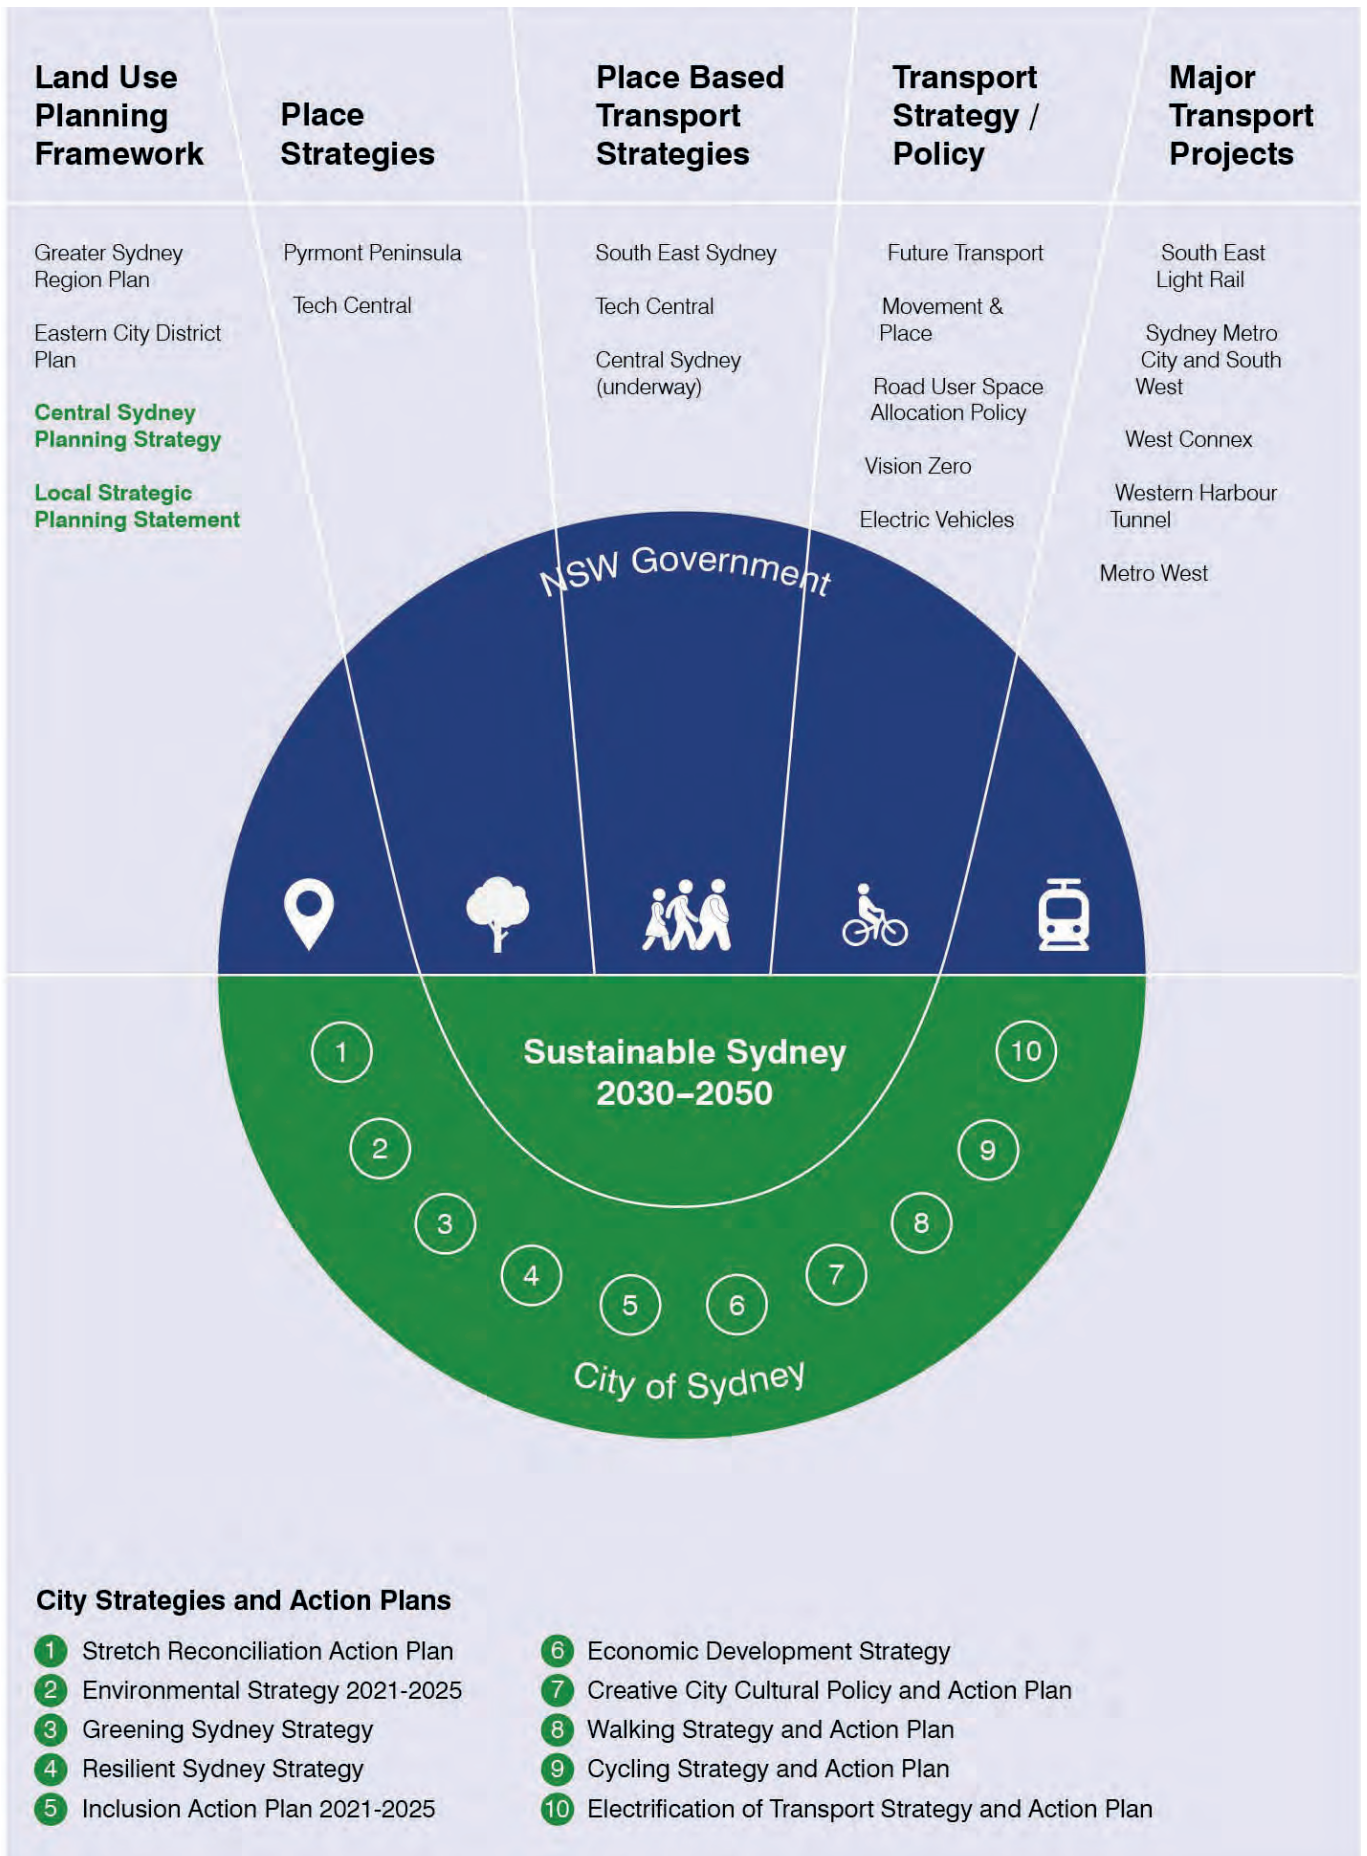 Land Use
Planning
Framework
Place
Strategies
Place Based
Transport
Strategies
Transport
Strategy /
Policy
Major
Transport
Projects
Greater Sydney
Region Plan
Eastern City District
Plan
Central Sydney
Planning Strategy
Local Strategic
Planning Statement
Pyrmont Peninsula
Tech Central
South East Sydney
Tech Central
Central Sydney
(underway)
Future Transport
Movement &
Place
Road User Space
Allocation Policy
Vision Zero
Electric Vehicles
South East
Light Rail
Sydney Metro
City and South
West
West Connex
Western Harbour
Tunnel
Metro West
NSW Government
Sustainable Sydney
2030–2050
1
2
3
4
5
6
7
8
9
10
City of Sydney
City Strategies and Action Plans
1 Stretch Reconciliation Action Plan
2 Environmental Strategy 2021-2025
3 Greening Sydney Strategy
4 Resilient Sydney Strategy
5 Inclusion Action Plan 2021-2025
6 Economic Development Strategy
7 Creative City Cultural Policy and Action Plan
8 Walking Strategy and Action Plan
9 Cycling Strategy and Action Plan
10 Electrification of Transport Strategy and Action Plan